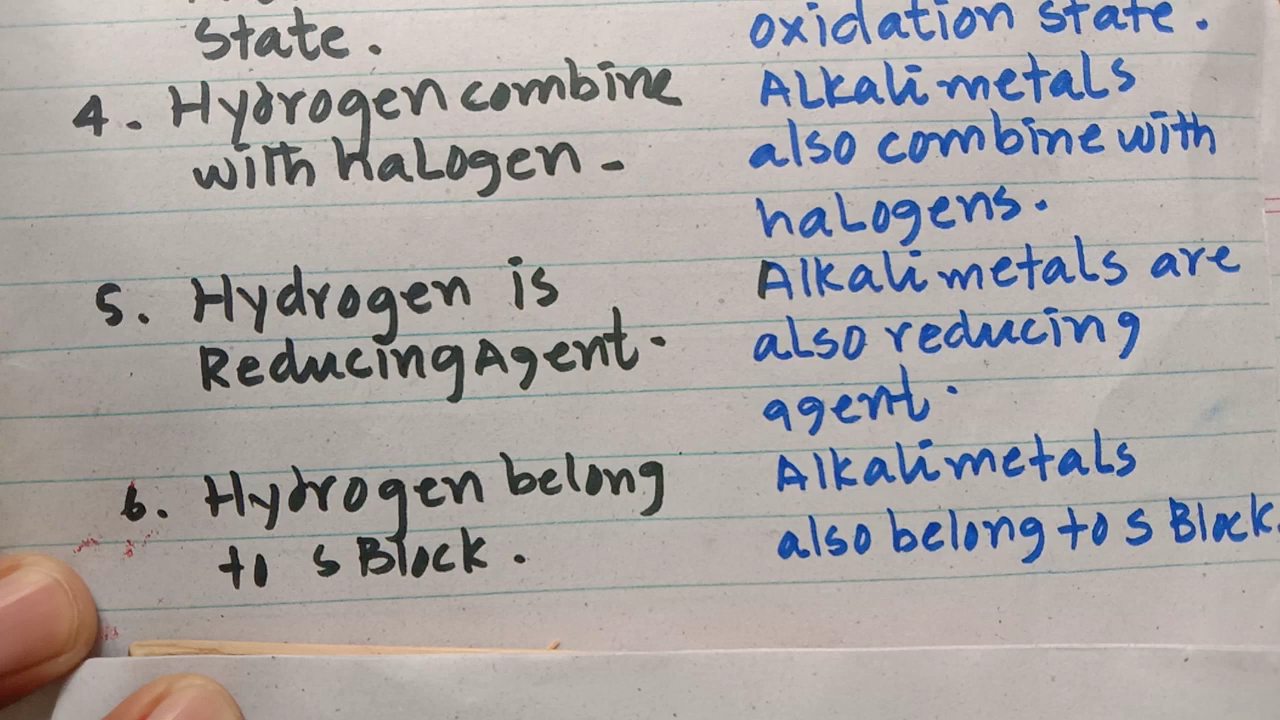 State.
4. Hydrogen combine
with haLogen -
5. Hydrogen is
Reducing Agent.
6. Hydrogen belong
to s Block.
oxidation state.
ALkali metals
also combine with
haLogens.
Alkali metals are
also reducing
agent.
Alkali metals
also belong to s Block.